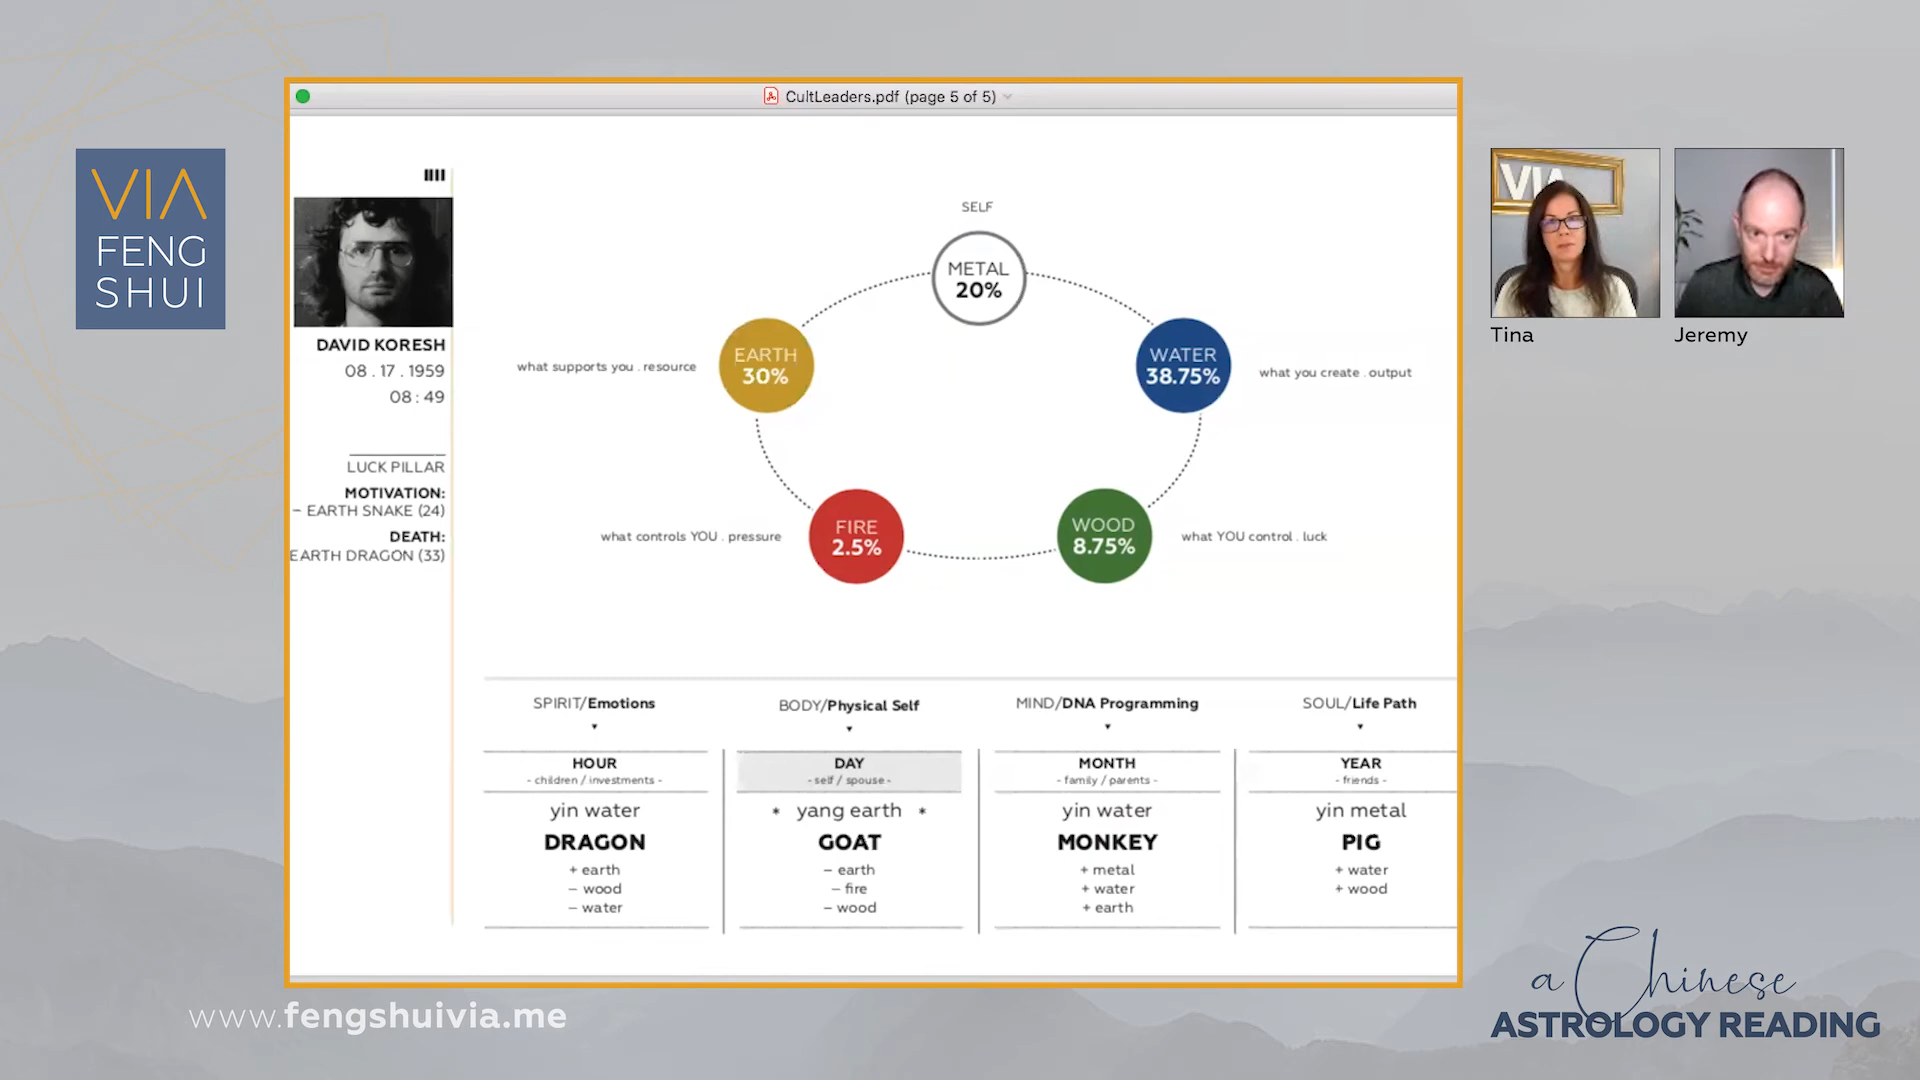 CultLeaders.pdf (page 5 of 5)
VIA
FENG
SHUI
DAVID KORESH
08 . 17 . 1959
08 : 49
LUCK PILLAR
MOTIVATION:
– EARTH SNAKE (24)
DEATH:
EARTH DRAGON (33)
SELF
METAL
20%
EARTH
30%
what supports you . resource
WATER
38.75%
what you create . output
FIRE
2.5%
what controls YOU . pressure
WOOD
8.75%
what YOU control . luck
SPIRIT/Emotions
HOUR
- children / investments -
yin water
DRAGON
+ earth
– wood
– water
BODY/Physical Self
DAY
- self / spouse -
* yang earth *
GOAT
– earth
– fire
– wood
MIND/DNA Programming
MONTH
- family / parents -
yin water
MONKEY
+ metal
+ water
+ earth
SOUL/Life Path
YEAR
- friends -
yin metal
PIG
+ water
+ wood
VIA
Tina
Jeremy
www.fengshuivia.me
a Chinese
ASTROLOGY READING